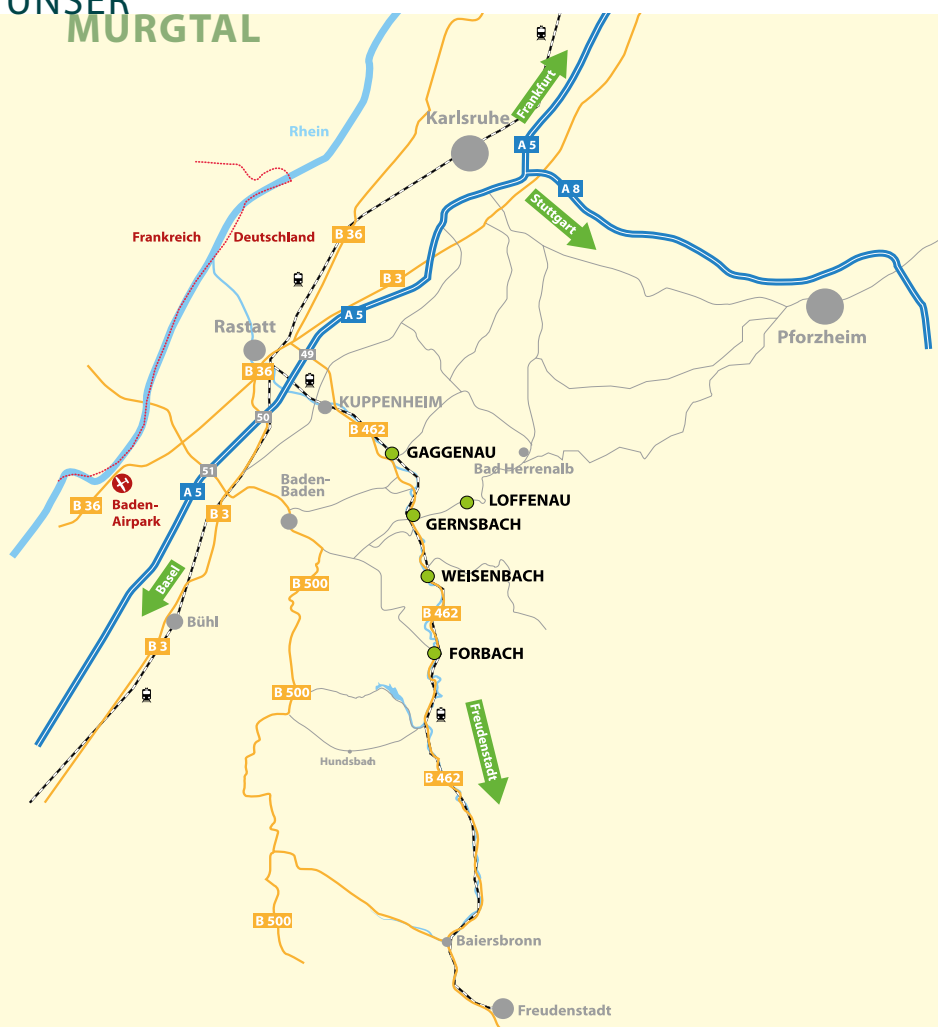 UNSER
MURGTAL
Frankfurt
Karlsruhe
Rhein
A 5
A 8
Stuttgart
Frankreich
Deutschland
B 36
B 3
A 5
Rastatt
Pforzheim
49
B 36
KUPPENHEIM
50
B 462
GAGGENAU
Bad Herrenalb
51
Baden-
Baden
A 5
LOFFENAU
B 36
Baden-
Airpark
B 3
GERNSBACH
Basel
B 500
WEISENBACH
B 462
Bühl
B 3
FORBACH
B 500
Freudenstadt
Hundsbach
B 462
B 500
Baiersbronn
Freudenstadt